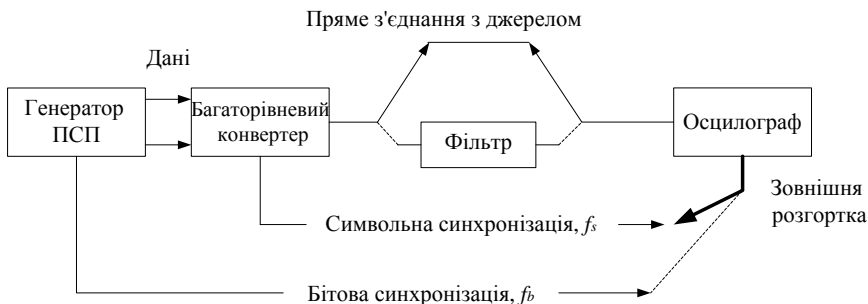 Пряме з'єднання з джерелом
Дані
Генератор
ПСП
Багаторівневий
конвертер
Фільтр
Осцилограф
Зовнішня
розгортка
Символьна синхронізація, fs
Бітова синхронізація, fb